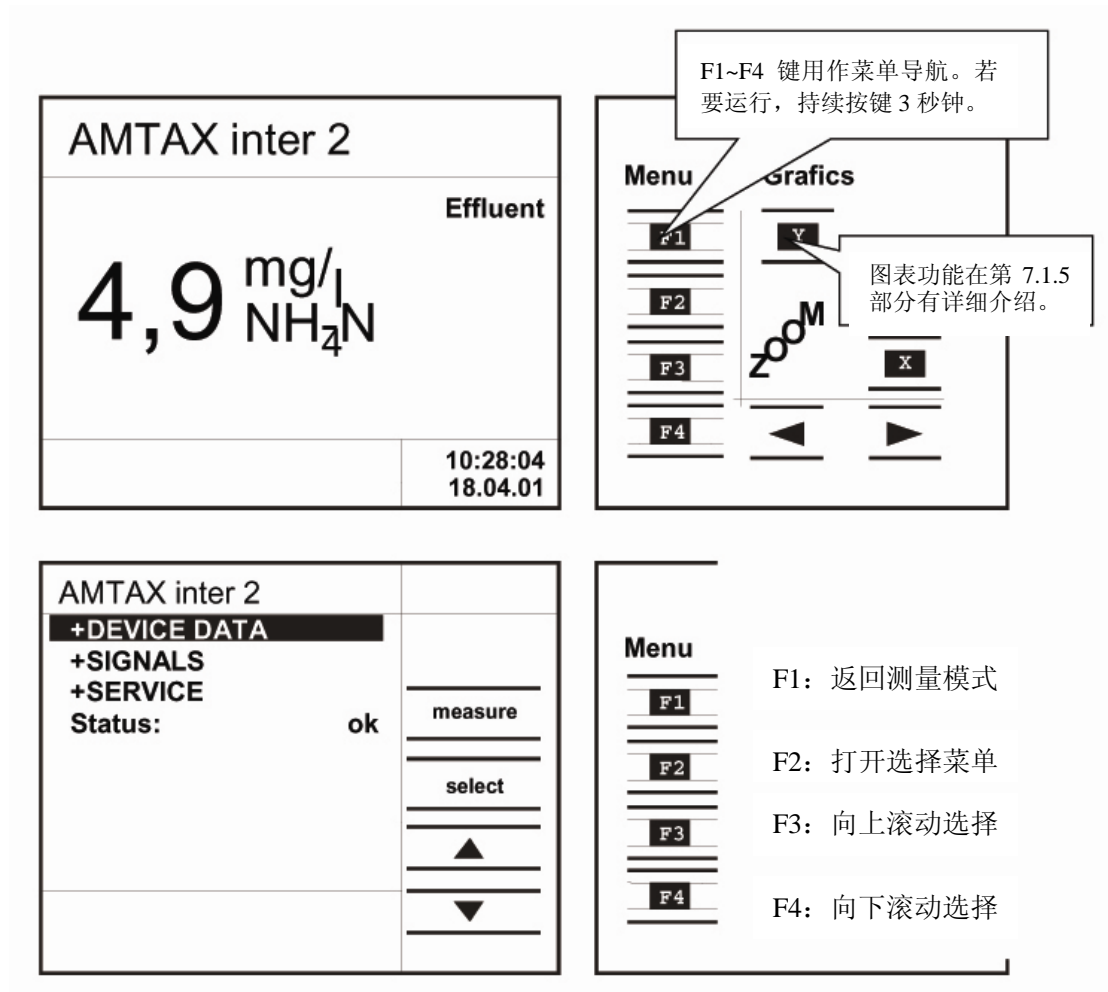 F1~F4 键用作菜单导航。若
要运行，持续按键 3 秒钟。
AMTAX inter 2
Effluent
4,9 mg/l
NH4N
10:28:04
18.04.01
Menu
Grafics
F1
Y
图表功能在第 7.1.5
部分有详细介绍。
F2
ZOOM
F3
X
F4
AMTAX inter 2
+DEVICE DATA
+SIGNALS
+SERVICE
Status: ok
measure
select
Menu
F1
F1：返回测量模式
F2
F2：打开选择菜单
F3
F3：向上滚动选择
F4
F4：向下滚动选择